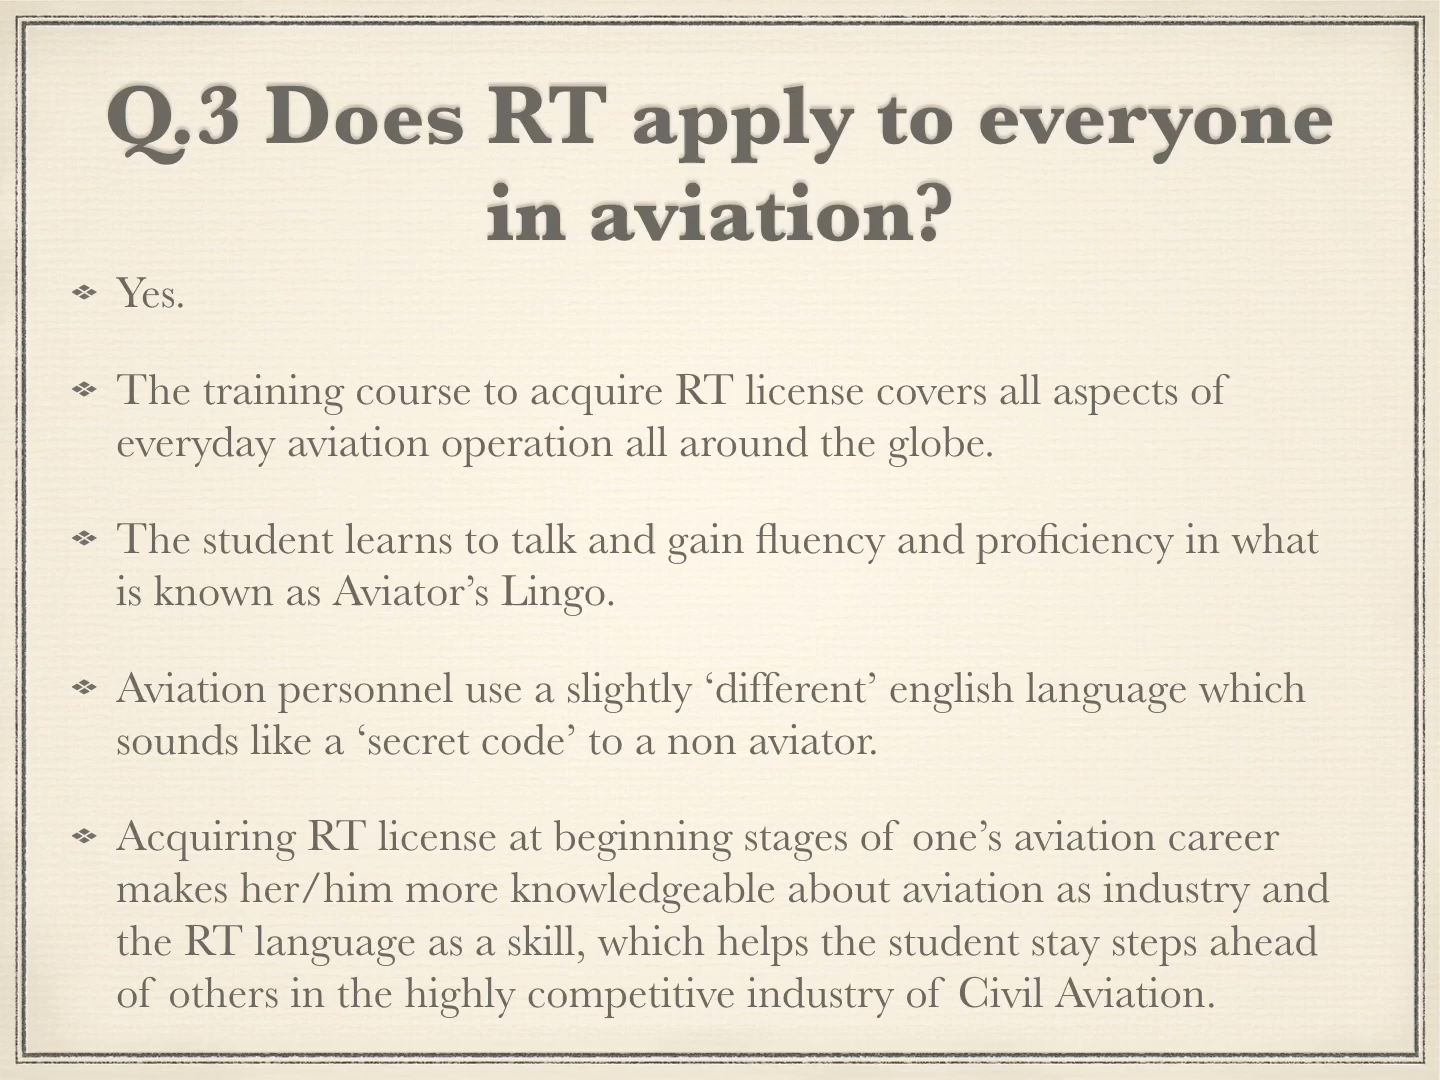 Q.3 Does RT apply to everyone
in aviation?
Yes.
The training course to acquire RT license covers all aspects of
everyday aviation operation all around the globe.
The student learns to talk and gain fluency and proficiency in what
is known as Aviator’s Lingo.
Aviation personnel use a slightly ‘different’ english language which
sounds like a ‘secret code’ to a non aviator.
Acquiring RT license at beginning stages of one’s aviation career
makes her/him more knowledgeable about aviation as industry and
the RT language as a skill, which helps the student stay steps ahead
of others in the highly competitive industry of Civil Aviation.